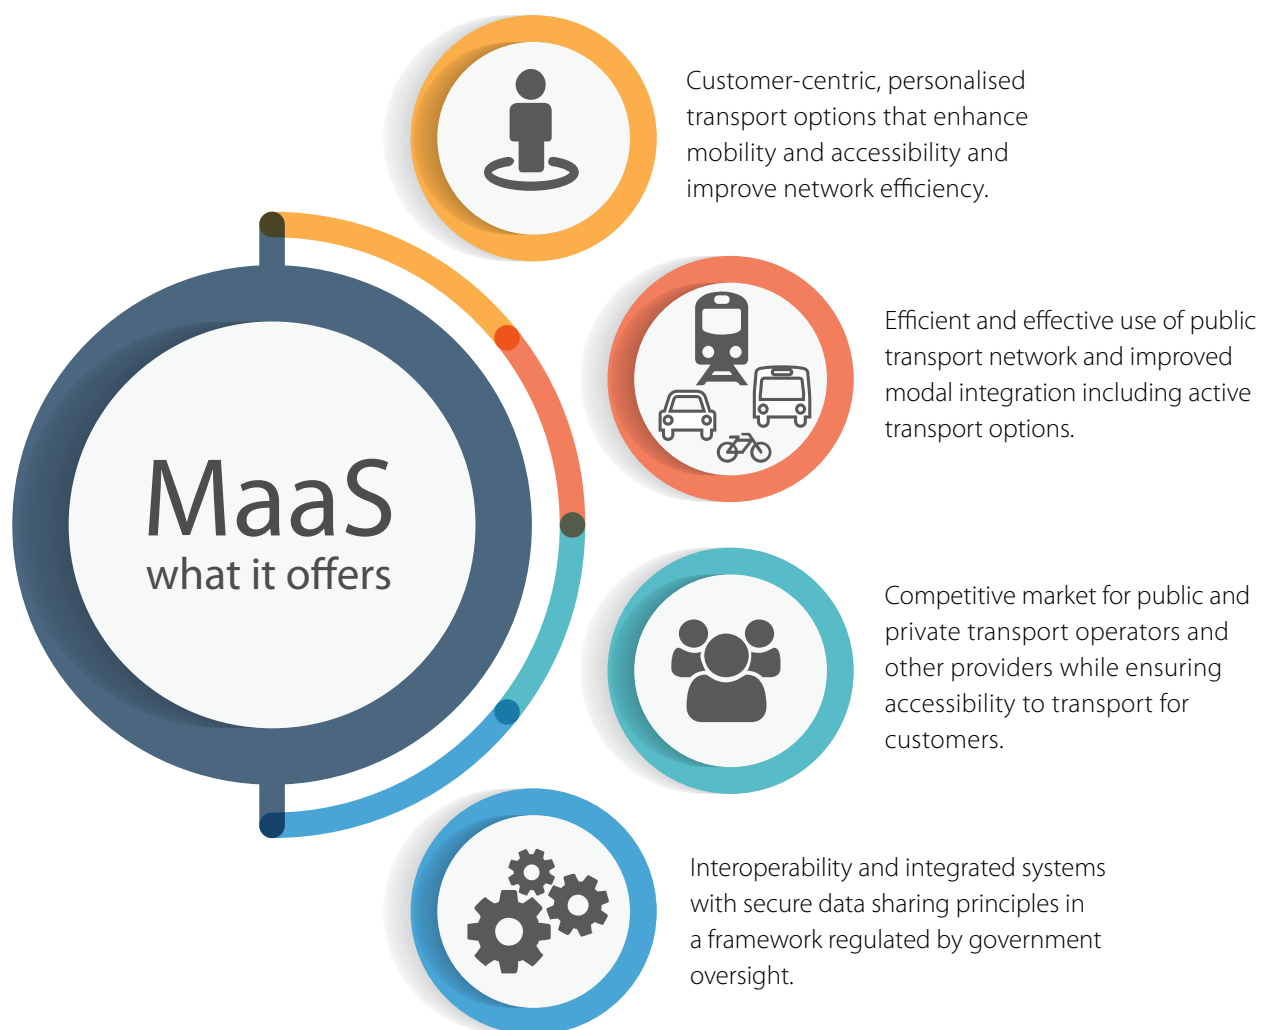 Customer-centric, personalised
transport options that enhance
mobility and accessibility and
improve network efficiency.
Efficient and effective use of public
transport network and improved
modal integration including active
transport options.
MaaS
what it offers
Competitive market for public and
private transport operators and
other providers while ensuring
accessibility to transport for
customers.
Interoperability and integrated systems
with secure data sharing principles in
a framework regulated by government
oversight.